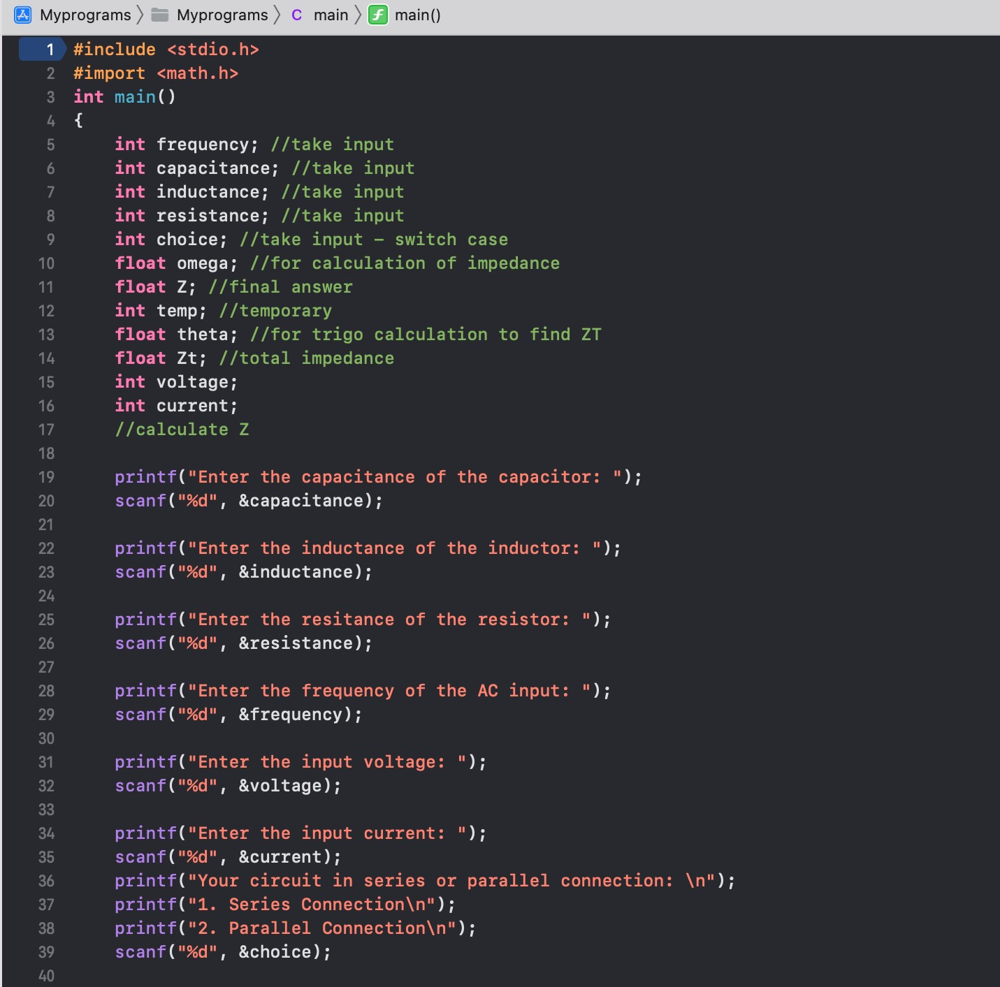 Myprograms Myprograms C main f main()
1 #include <stdio.h>
2 #import <math.h>
3 int main()
4 {
5     int frequency; //take input
6     int capacitance; //take input
7     int inductance; //take input
8     int resistance; //take input
9     int choice; //take input – switch case
10     float omega; //for calculation of impedance
11     float Z; //final answer
12     int temp; //temporary
13     float theta; //for trigo calculation to find ZT
14     float Zt; //total impedance
15     int voltage;
16     int current;
17     //calculate Z
18
19     printf("Enter the capacitance of the capacitor: ");
20     scanf("%d", &capacitance);
21
22     printf("Enter the inductance of the inductor: ");
23     scanf("%d", &inductance);
24
25     printf("Enter the resitance of the resistor: ");
26     scanf("%d", &resistance);
27
28     printf("Enter the frequency of the AC input: ");
29     scanf("%d", &frequency);
30
31     printf("Enter the input voltage: ");
32     scanf("%d", &voltage);
33
34     printf("Enter the input current: ");
35     scanf("%d", &current);
36     printf("Your circuit in series or parallel connection: \n");
37     printf("1. Series Connection\n");
38     printf("2. Parallel Connection\n");
39     scanf("%d", &choice);
40